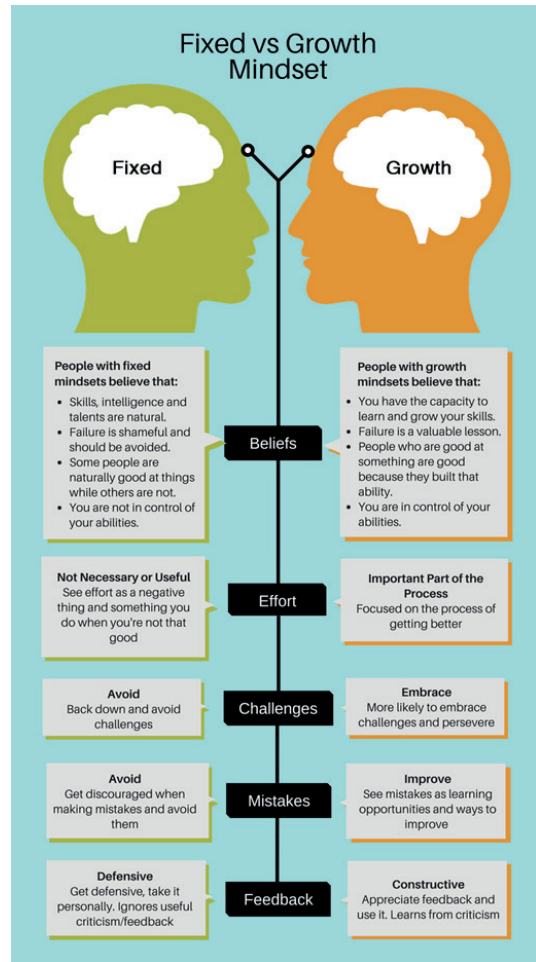 Fixed vs Growth
Mindset
Fixed
Growth
People with fixed
mindsets believe that:
• Skills, intelligence and
talents are natural.
• Failure is shameful and
should be avoided.
• Some people are
naturally good at things
while others are not.
• You are not in control of
your abilities.
Beliefs
People with growth
mindsets believe that:
• You have the capacity to
learn and grow your skills.
• Failure is a valuable lesson.
• People who are good at
something are good
because they built that
ability.
• You are in control of your
abilities.
Not Necessary or Useful
See effort as a negative
thing and something you
do when you're not that
good
Effort
Important Part of the
Process
Focused on the process of
getting better
Avoid
Back down and avoid
challenges
Challenges
Embrace
More likely to embrace
challenges and persevere
Avoid
Get discouraged when
making mistakes and avoid
them
Mistakes
Improve
See mistakes as learning
opportunities and ways to
improve
Defensive
Get defensive, take it
personally. Ignores useful
criticism/feedback
Feedback
Constructive
Appreciate feedback and
use it. Learns from criticism